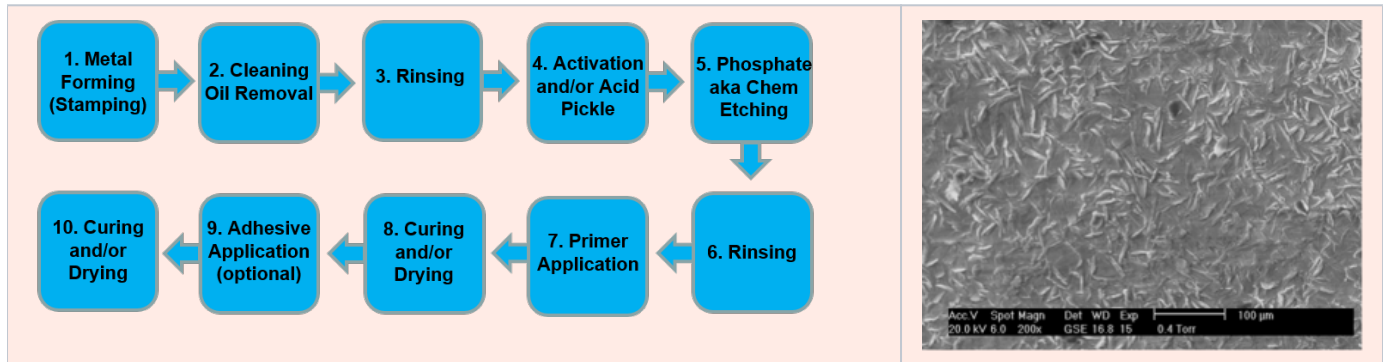 1. Metal
Forming
(Stamping)
2. Cleaning
Oil Removal
3. Rinsing
4. Activation
and/or Acid
Pickle
5. Phosphate
aka Chem
Etching
6. Rinsing
7. Primer
Application
8. Curing
and/or
Drying
9. Adhesive
Application
(optional)
10. Curing
and/or
Drying
Acc.V Spot Magn Det WD Exp 100 µm
20.0 kV 6.0 200x GSE 16.8 15 0.4 Torr